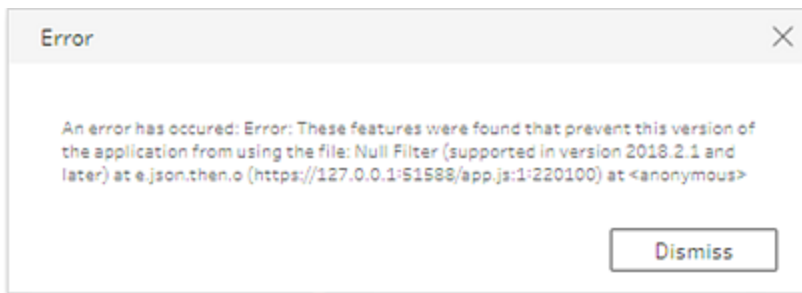 Error
An error has occured: Error: These features were found that prevent this version of
the application from using the file: Null Filter (supported in version 2018.2.1 and
later) at e.json.then.o (https://127.0.0.1:51588/app.js:1:220100) at <anonymous>
Dismiss